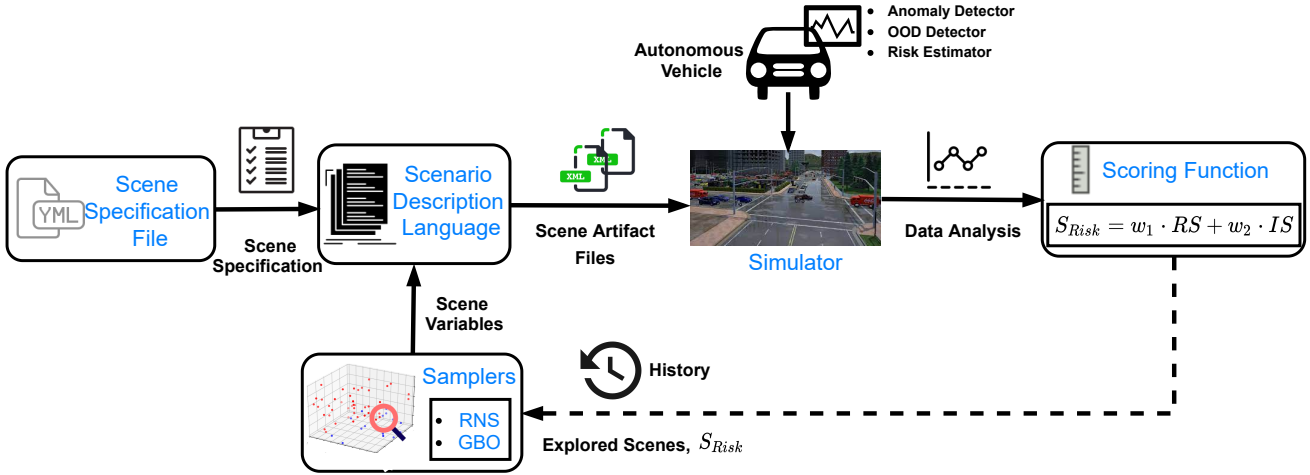 Anomaly Detector
OOD Detector
Risk Estimator
Autonomous
Vehicle
YML
Scene
Specification
File
Scene
Specification
Scenario
Description
Language
XML
XML
Scene Artifact
Files
Simulator
Data Analysis
Scoring Function
S_{Risk} = w_1 · RS + w_2 · IS
Scene
Variables
Samplers
RNS
GBO
History
Explored Scenes, S_{Risk}